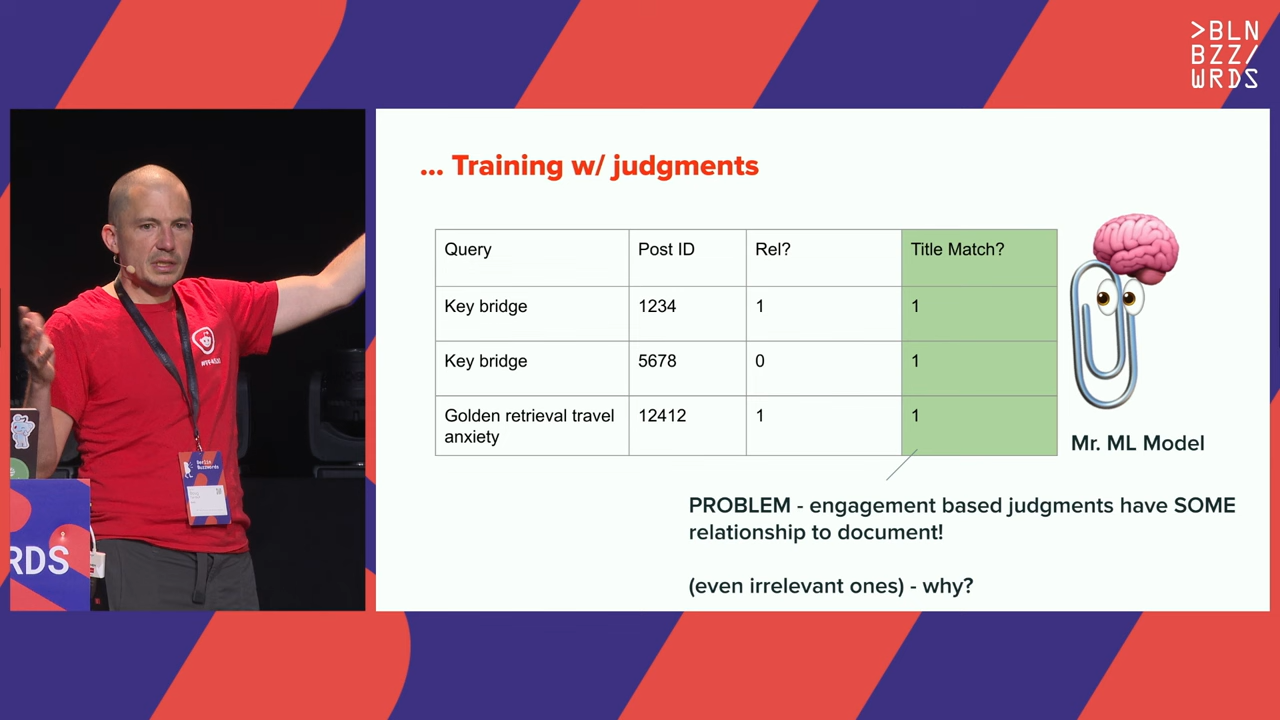 >BLN
BZZ/
WRDS
... Training w/ judgments
Query Post ID Rel? Title Match?
Key bridge 1234 1 1
Key bridge 5678 0 1
Golden retrieval travel 12412 1 1
anxiety
Mr. ML Model
PROBLEM - engagement based judgments have SOME
relationship to document!
(even irrelevant ones) - why?
Berlin
Buzzwords
RDS